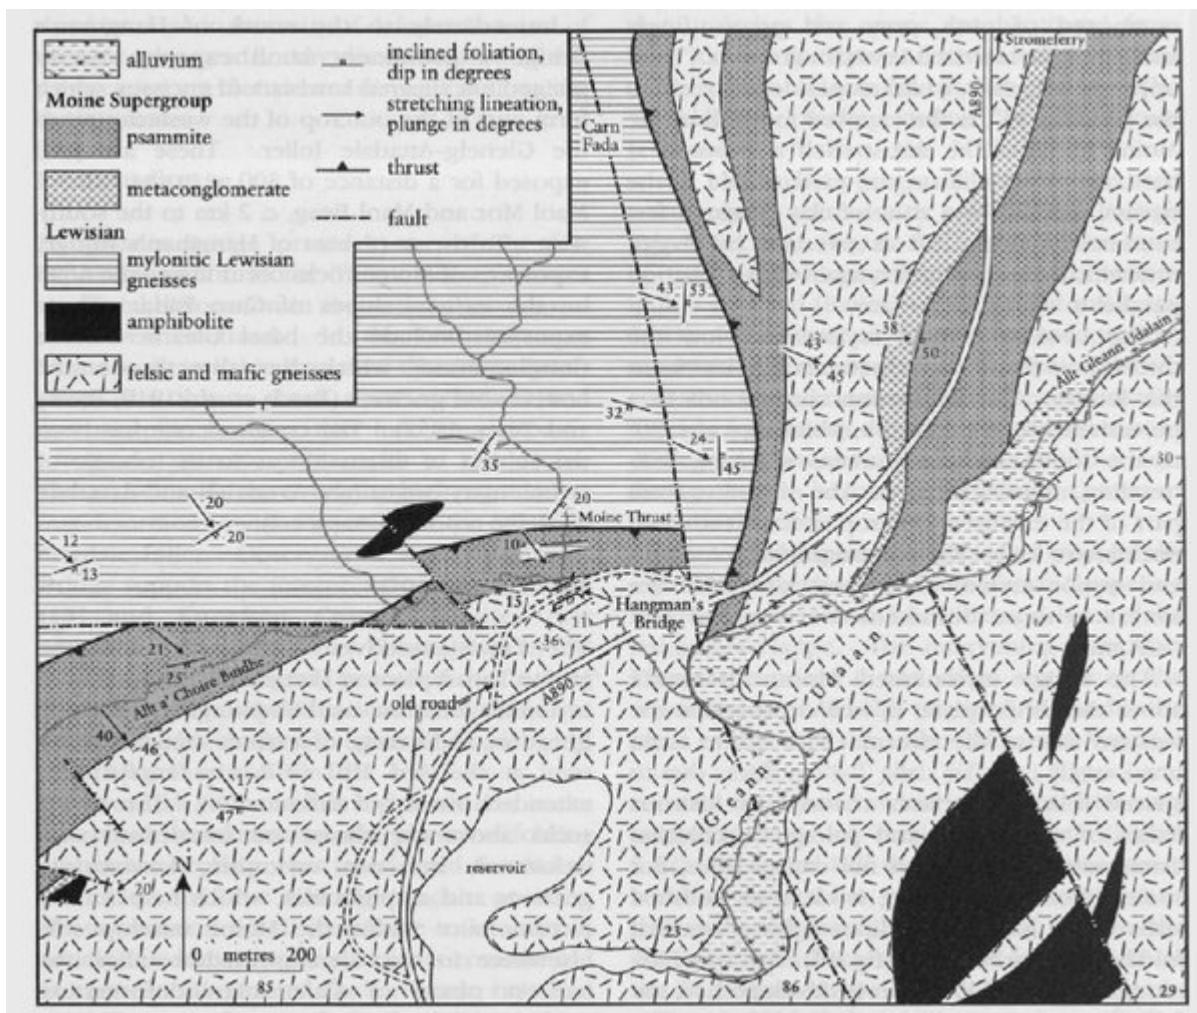 alluvium
Moine Supergroup
psammite
metaconglomerate
Lewisian
mylonitic Lewisian
gneisses
amphibolite
felsic and mafic gneisses
inclined foliation,
dip in degrees
stretching lineation,
plunge in degrees
thrust
fault
Carn
Fada
Stromeferry
A890
43
53
38
50
43
45
Allt Gleann Udalain
32
24
45
30
35
20
20
20
Moine Thrust
12
13
10
15
11
36
Hangman's
Bridge
21
25
Allt a' Choire Buidhe
40
46
old road
A890
Gleann Udalain
17
47
20
N
reservoir
25
0 metres 200
85
86
29